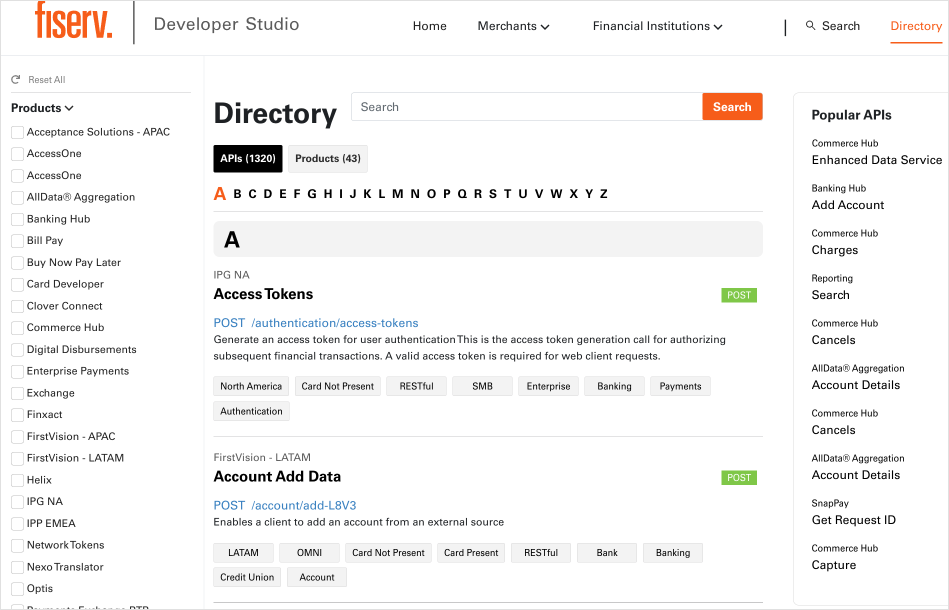 fiserv.
Developer Studio
Home
Merchants
Financial Institutions
Search
Directory
Reset All
Products
Acceptance Solutions - APAC
AccessOne
AccessOne
AllData® Aggregation
Banking Hub
Bill Pay
Buy Now Pay Later
Card Developer
Clover Connect
Commerce Hub
Digital Disbursements
Enterprise Payments
Exchange
Finxact
FirstVision - APAC
FirstVision - LATAM
Helix
IPG NA
IPP EMEA
Network Tokens
Nexo Translator
Optis
Directory
Search
Search
APIs (1320)
Products (43)
A B C D E F G H I J K L M N O P Q R S T U V W X Y Z
A
IPG NA
Access Tokens
POST
POST /authentication/access-tokens
Generate an access token for user authentication This is the access token generation call for authorizing
subsequent financial transactions. A valid access token is required for web client requests.
North America
Card Not Present
RESTful
SMB
Enterprise
Banking
Payments
Authentication
FirstVision - LATAM
Account Add Data
POST
POST /account/add-L8V3
Enables a client to add an account from an external source
LATAM
OMNI
Card Not Present
Card Present
RESTful
Bank
Banking
Credit Union
Account
Popular APIs
Commerce Hub
Enhanced Data Service
Banking Hub
Add Account
Commerce Hub
Charges
Reporting
Search
Commerce Hub
Cancels
AllData® Aggregation
Account Details
Commerce Hub
Cancels
AllData® Aggregation
Account Details
SnapPay
Get Request ID
Commerce Hub
Capture